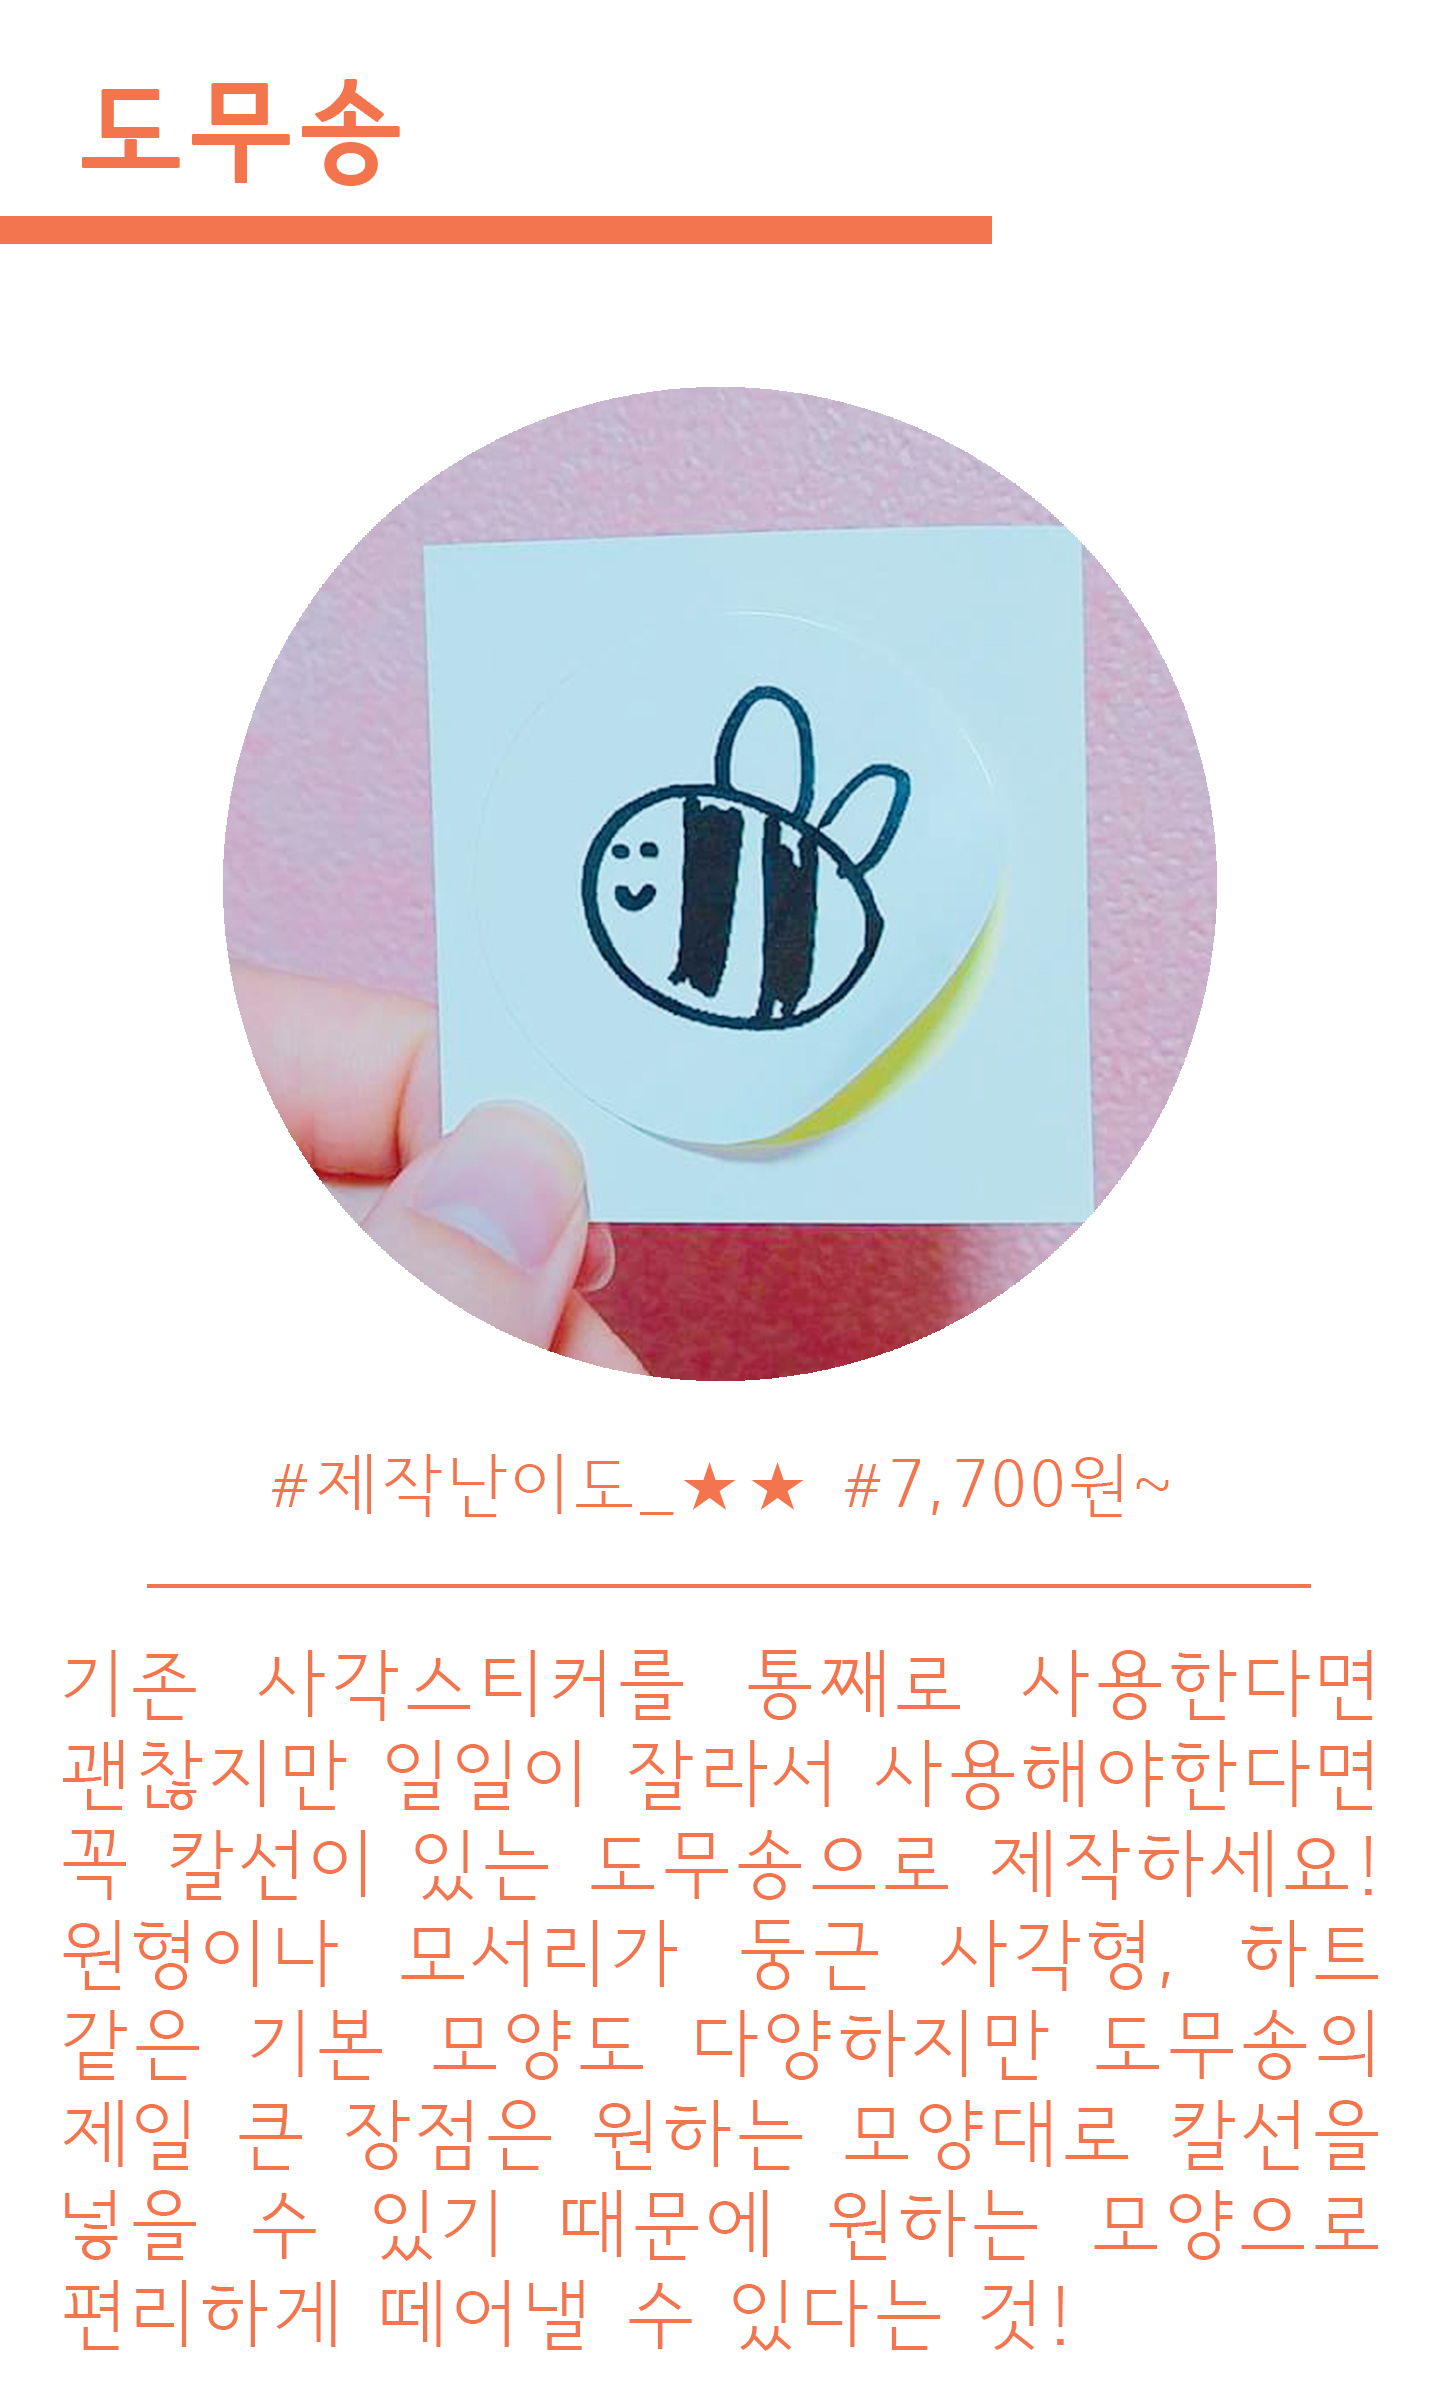 도무송
#제작난이도_★★ #7,700원~
기존 사각스티커를 통째로 사용한다면
괜찮지만 일일이 잘라서 사용해야한다면
꼭 칼선이 있는 도무송으로 제작하세요!
원형이나 모서리가 둥근 사각형, 하트
같은 기본 모양도 다양하지만 도무송의
제일 큰 장점은 원하는 모양대로 칼선을
넣을 수 있기 때문에 원하는 모양으로
편리하게 떼어낼 수 있다는 것!